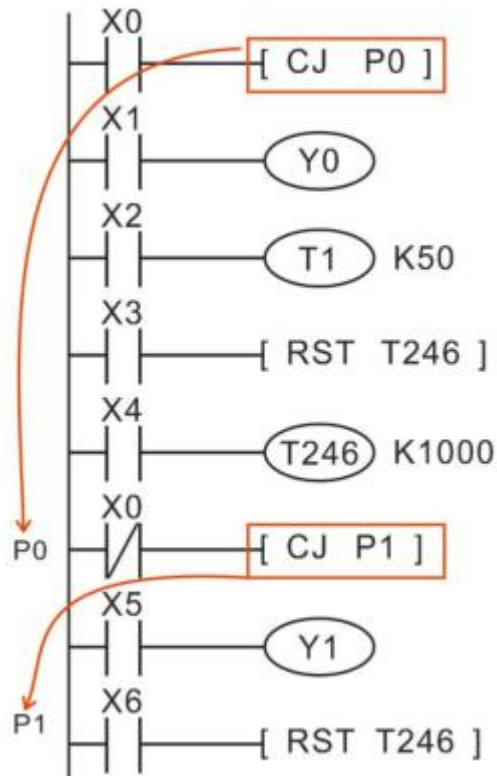 X0
[ CJ P0 ]
X1
Y0
X2
T1 K50
X3
[ RST T246 ]
X4
T246 K1000
X0
P0 [ CJ P1 ]
X5
Y1
X6
P1
[ RST T246 ]